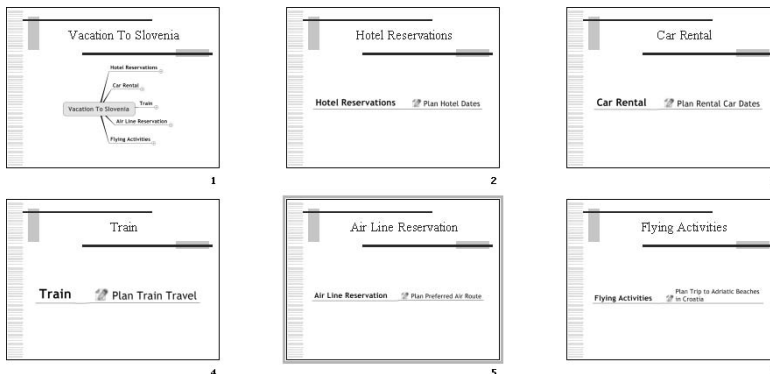 Vacation To Slovenia
Hotel Reservations
Car Rental
Vacation To Slovenia
Train
Air Line Reservation
Flying Activities
1
Hotel Reservations
Hotel Reservations Plan Hotel Dates
2
Car Rental
Car Rental Plan Rental Car Dates
Train
Train Plan Train Travel
4
Air Line Reservation
Air Line Reservation Plan Preferred Air Route
5
Flying Activities
Flying Activities Plan Trip to Adriatic Beaches
in Croatia